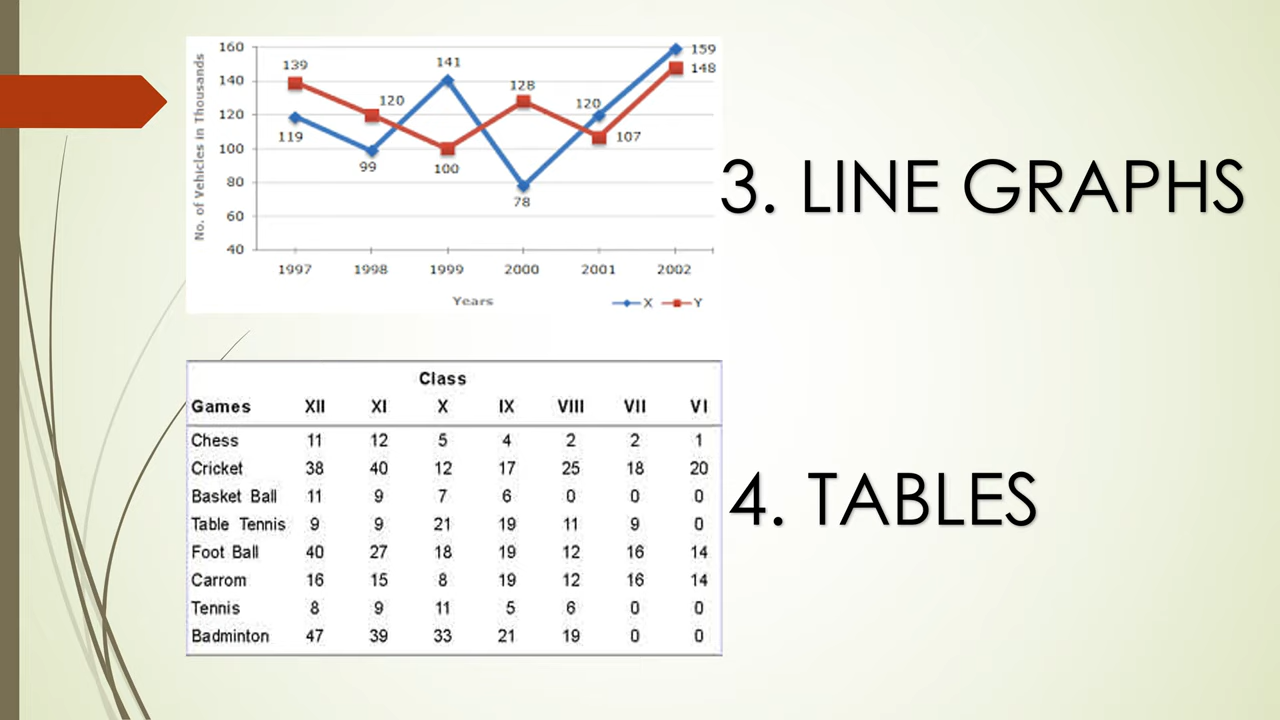 160
140
120
100
80
60
40
No. of Vehicles in Thousands
139
119
120
99
141
100
128
78
120
107
159
148
1997 1998 1999 2000 2001 2002
Years
X Y
3. LINE GRAPHS
Class
Games XII XI X IX VIII VII VI
Chess 11 12 5 4 2 2 1
Cricket 38 40 12 17 25 18 20
Basket Ball 11 9 7 6 0 0 0
Table Tennis 9 9 21 19 11 9 0
Foot Ball 40 27 18 19 12 16 14
Carrom 16 15 8 19 12 16 14
Tennis 8 9 11 5 6 0 0
Badminton 47 39 33 21 19 0 0
4. TABLES